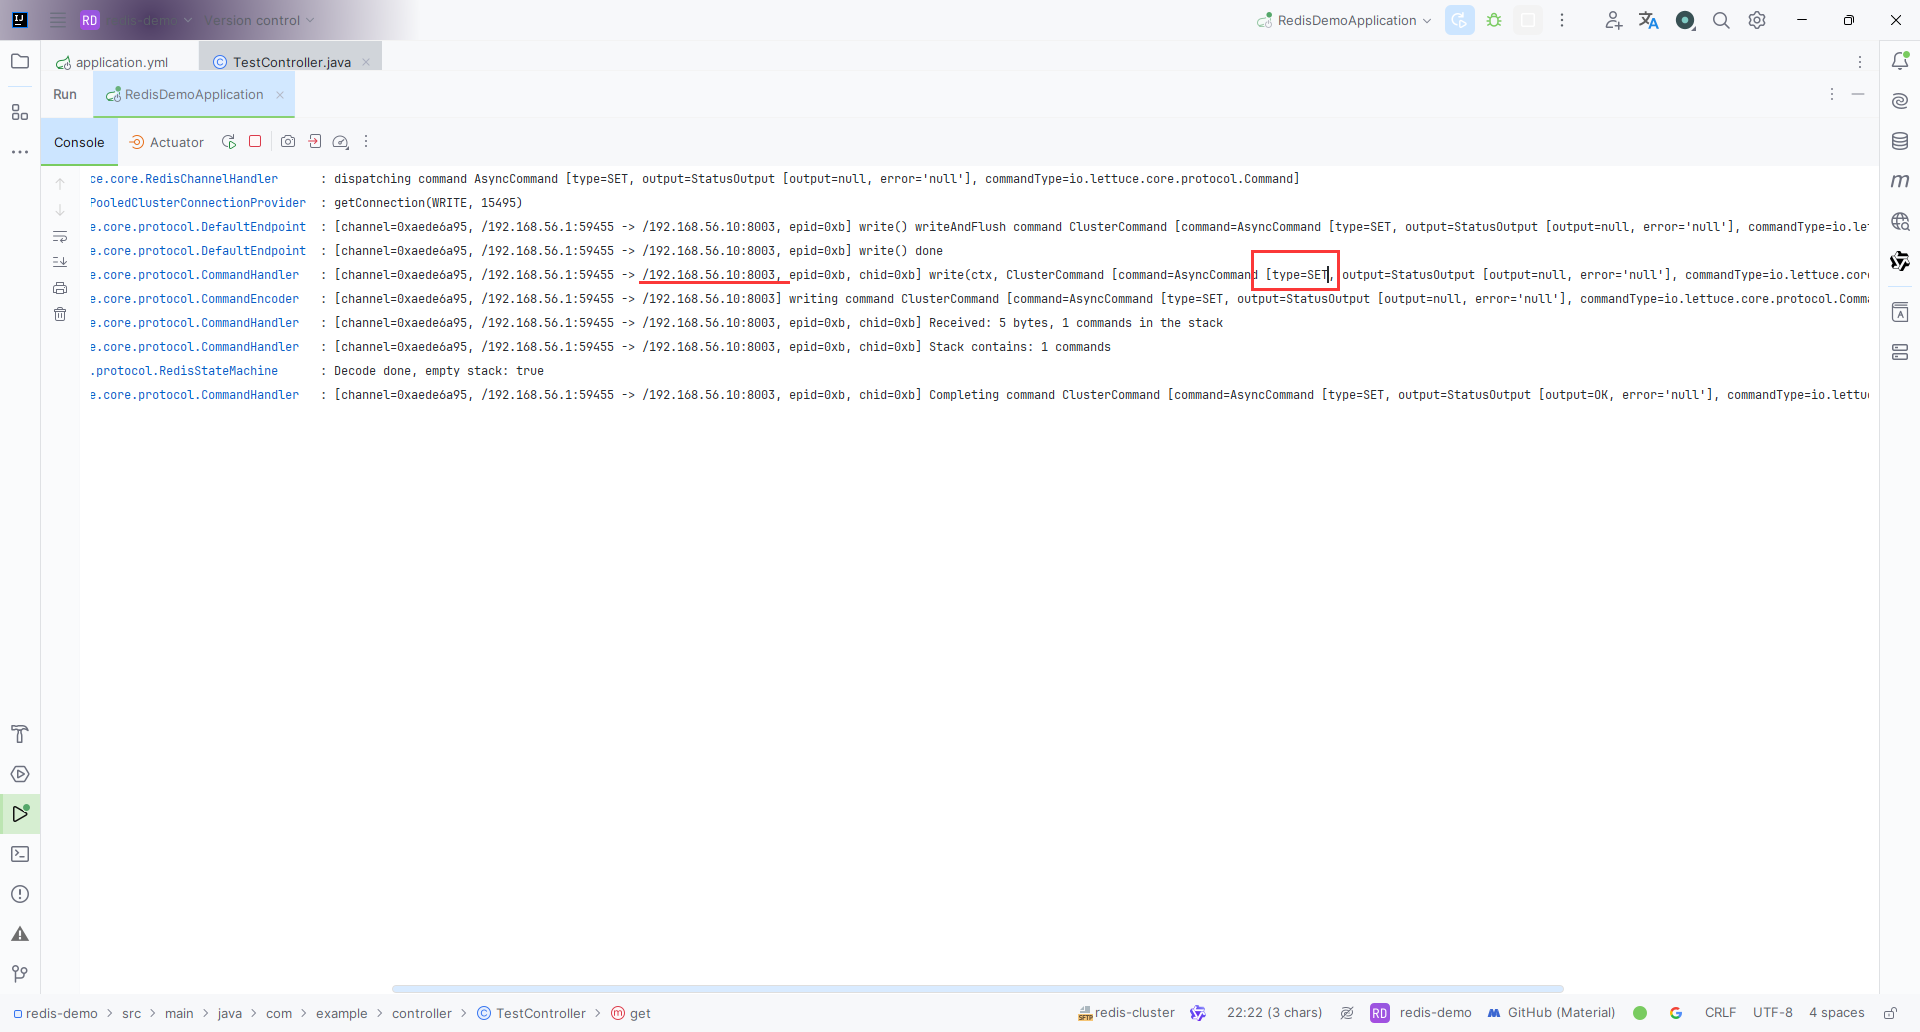 RD redis-demo Version control RedisDemoApplication
application.yml TestController.java
Run RedisDemoApplication
Console Actuator
ce.core.RedisChannelHandler : dispatching command AsyncCommand [type=SET, output=StatusOutput [output=null, error='null'], commandType=io.lettuce.core.protocol.Command]
PooledClusterConnectionProvider : getConnection(WRITE, 15495)
e.core.protocol.DefaultEndpoint : [channel=0xaede6a95, /192.168.56.1:59455 -> /192.168.56.10:8003, epid=0xb] write() writeAndFlush command ClusterCommand [command=AsyncCommand [type=SET, output=StatusOutput [output=null, error='null'], commandType=io.let
e.core.protocol.DefaultEndpoint : [channel=0xaede6a95, /192.168.56.1:59455 -> /192.168.56.10:8003, epid=0xb] write() done
e.core.protocol.CommandHandler : [channel=0xaede6a95, /192.168.56.1:59455 -> /192.168.56.10:8003, epid=0xb, chid=0xb] write(ctx, ClusterCommand [command=AsyncCommand [type=SET, output=StatusOutput [output=null, error='null'], commandType=io.lettuce.core
e.core.protocol.CommandEncoder : [channel=0xaede6a95, /192.168.56.1:59455 -> /192.168.56.10:8003] writing command ClusterCommand [command=AsyncCommand [type=SET, output=StatusOutput [output=null, error='null'], commandType=io.lettuce.core.protocol.Comma
e.core.protocol.CommandHandler : [channel=0xaede6a95, /192.168.56.1:59455 -> /192.168.56.10:8003, epid=0xb, chid=0xb] Received: 5 bytes, 1 commands in the stack
e.core.protocol.CommandHandler : [channel=0xaede6a95, /192.168.56.1:59455 -> /192.168.56.10:8003, epid=0xb, chid=0xb] Stack contains: 1 commands
.protocol.RedisStateMachine : Decode done, empty stack: true
e.core.protocol.CommandHandler : [channel=0xaede6a95, /192.168.56.1:59455 -> /192.168.56.10:8003, epid=0xb, chid=0xb] Completing command ClusterCommand [command=AsyncCommand [type=SET, output=StatusOutput [output=OK, error='null'], commandType=io.lettuc
redis-demo > src > main > java > com > example > controller > TestController > get redis-cluster 22:22 (3 chars) RD redis-demo GitHub (Material) CRLF UTF-8 4 spaces